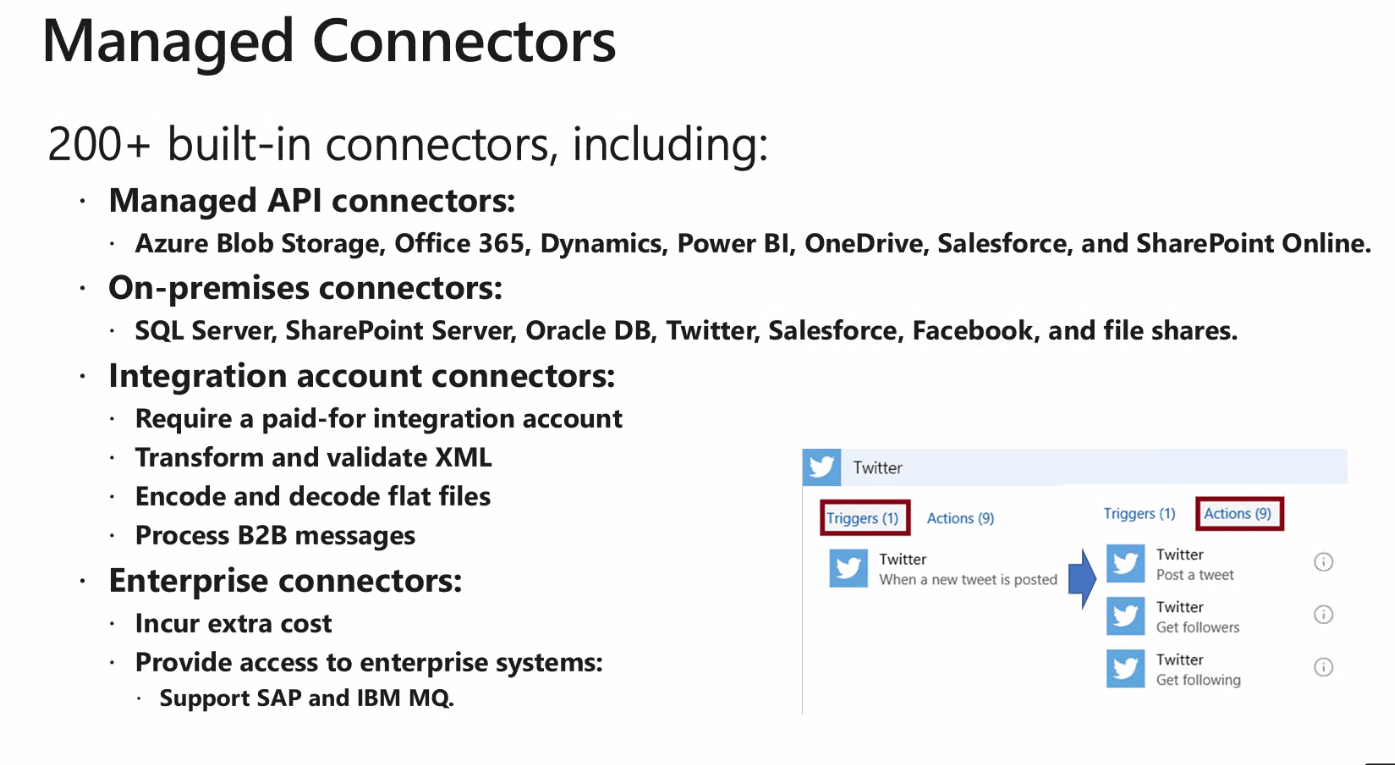 Managed Connectors
200+ built-in connectors, including:
· Managed API connectors:
· Azure Blob Storage, Office 365, Dynamics, Power BI, OneDrive, Salesforce, and SharePoint Online.
· On-premises connectors:
· SQL Server, SharePoint Server, Oracle DB, Twitter, Salesforce, Facebook, and file shares.
· Integration account connectors:
· Require a paid-for integration account
· Transform and validate XML
· Encode and decode flat files
· Process B2B messages
· Enterprise connectors:
· Incur extra cost
· Provide access to enterprise systems:
· Support SAP and IBM MQ.
Twitter
Triggers (1) Actions (9)
Twitter
When a new tweet is posted
Triggers (1) Actions (9)
Twitter
Post a tweet
Twitter
Get followers
Twitter
Get following